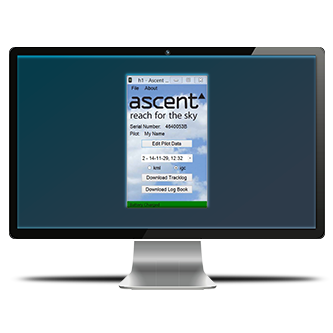 h1 - Ascent
File About
ascent
reach for the sky
Serial Number: 4640053B
Pilot My Name
Edit Pilot Data
2 - 14-11-29, 12:32
kml igc
Download Tracklog
Download Log Book